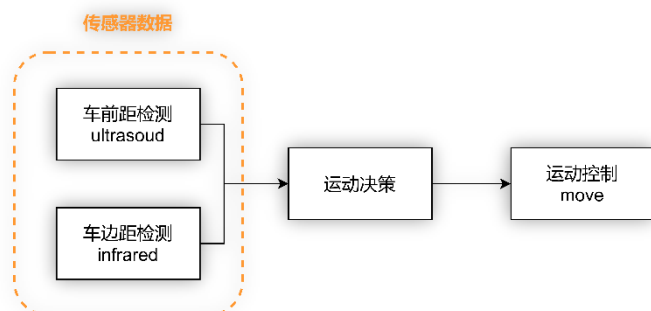 传感器数据
车前距检测
ultrasoud
车边距检测
infrared
运动决策
运动控制
move